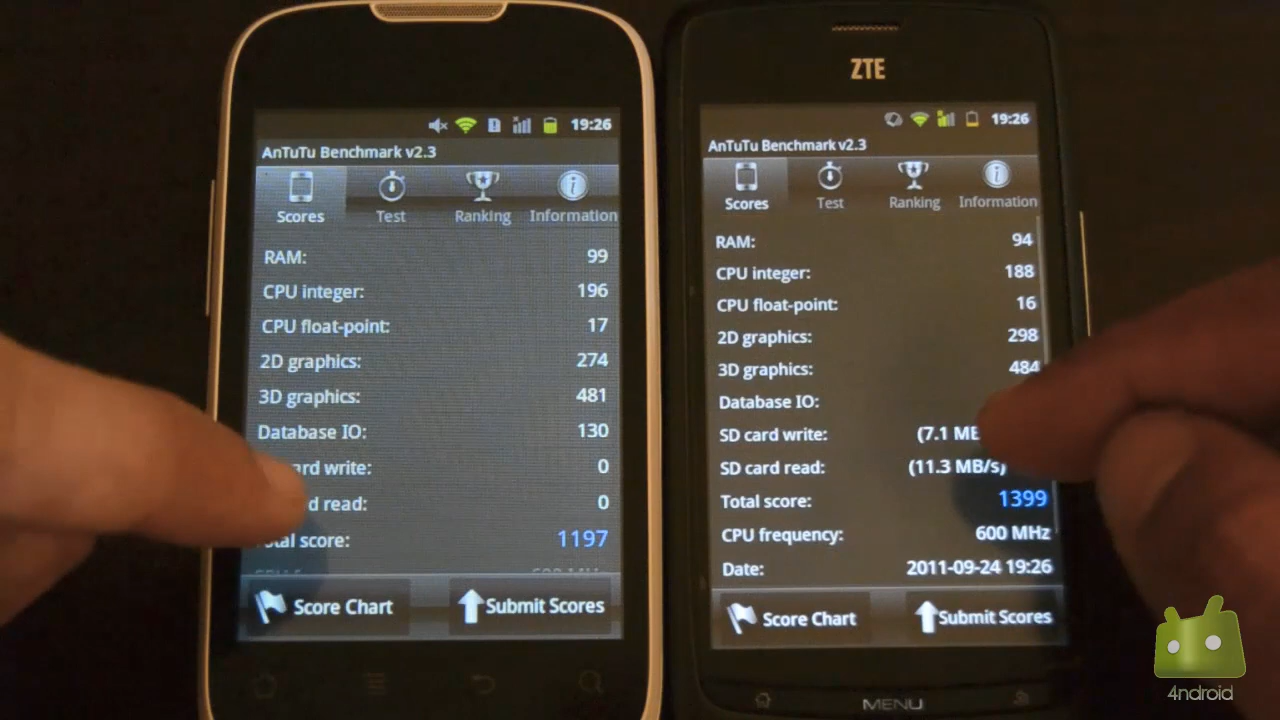 19:26
AnTuTu Benchmark v2.3
Scores Test Ranking Information
RAM: 99
CPU integer: 196
CPU float-point: 17
2D graphics: 274
3D graphics: 481
Database IO: 130
ard write: 0
d read: 0
otal score: 1197
Score Chart Submit Scores
ZTE
19:26
AnTuTu Benchmark v2.3
Scores Test Ranking Information
RAM: 94
CPU integer: 188
CPU float-point: 16
2D graphics: 298
3D graphics: 484
Database IO:
SD card write: (7.1 MB
SD card read: (11.3 MB/s)
Total score: 1399
CPU frequency: 600 MHz
Date: 2011-09-24 19:26
Score Chart Submit Scores
MENU
4ndroid